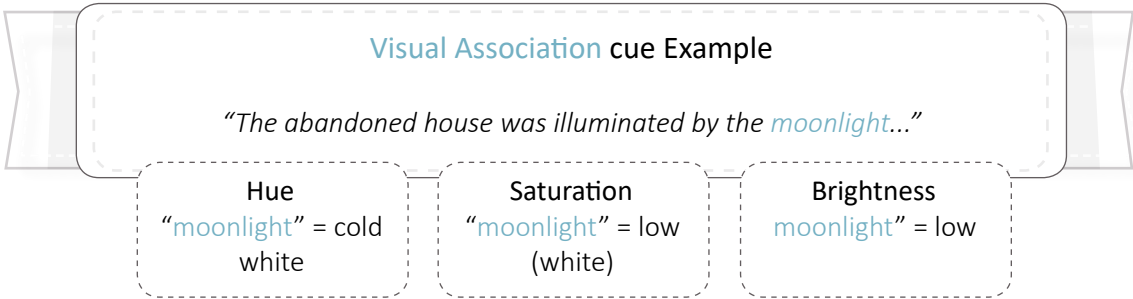 Visual Association cue Example
“The abandoned house was illuminated by the moonlight...”
Hue
“moonlight” = cold
white
Saturation
“moonlight” = low
(white)
Brightness
moonlight” = low